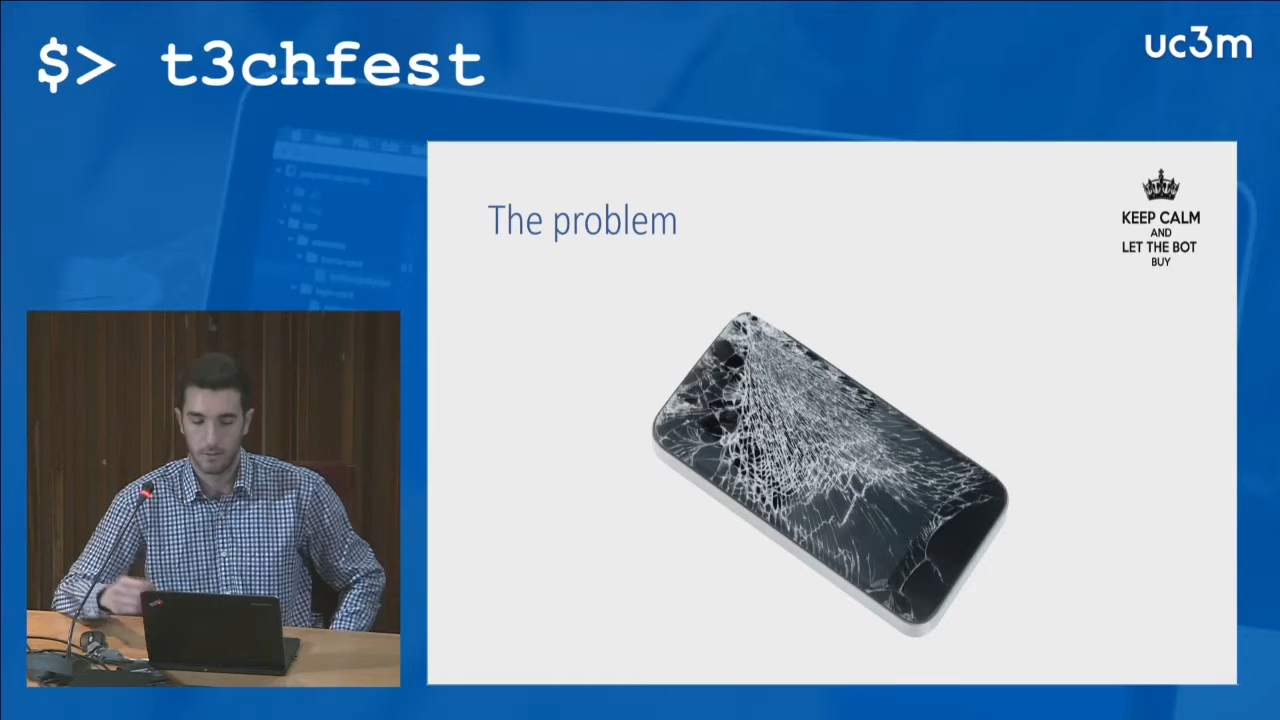 $> t3chfest
uc3m
The problem
KEEP CALM
AND
LET THE BOT
BUY